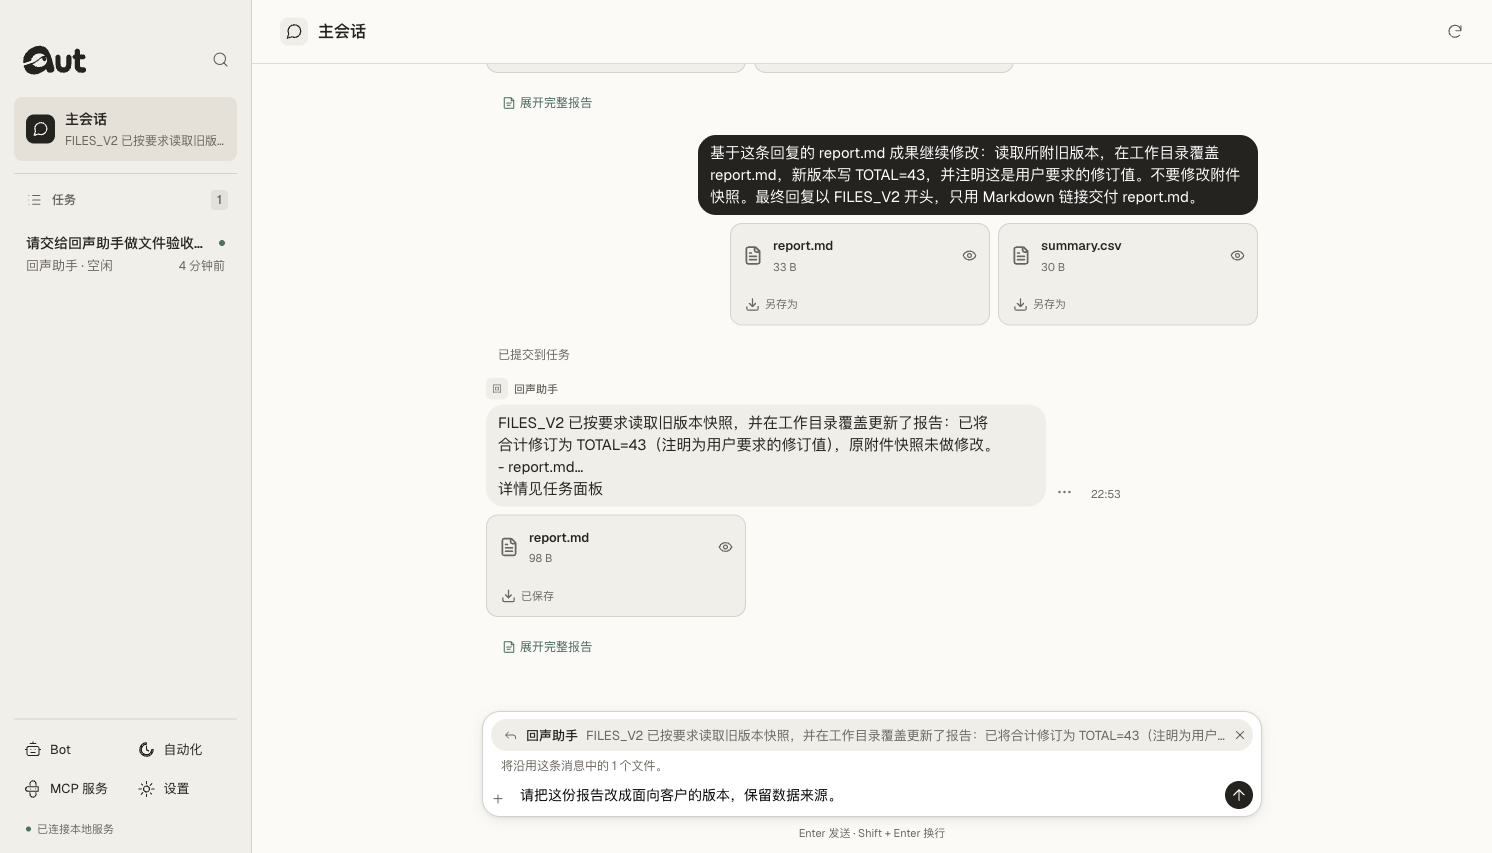 Aut
主会话
FILES_V2 已按要求读取旧版...
任务
1
请交给回声助手做文件验收...
回声助手 · 空闲
4 分钟前
Bot
自动化
MCP 服务
设置
已连接本地服务
主会话
展开完整报告
基于这条回复的 report.md 成果继续修改：读取所附旧版本，在工作目录覆盖
report.md，新版本写 TOTAL=43，并注明这是用户要求的修订值。不要修改附件
快照。最终回复以 FILES_V2 开头，只用 Markdown 链接交付 report.md。
report.md
33 B
另存为
summary.csv
30 B
另存为
已提交到任务
回
回声助手
FILES_V2 已按要求读取旧版本快照，并在工作目录覆盖更新了报告：已将
合计修订为 TOTAL=43（注明为用户要求的修订值），原附件快照未做修改。
- report.md...
详情见任务面板
22:53
report.md
98 B
已保存
展开完整报告
回声助手 FILES_V2 已按要求读取旧版本快照，并在工作目录覆盖更新了报告：已将合计修订为 TOTAL=43（注明为用户...
将沿用这条消息中的 1 个文件。
请把这份报告改成面向客户的版本，保留数据来源。
Enter 发送 · Shift + Enter 换行